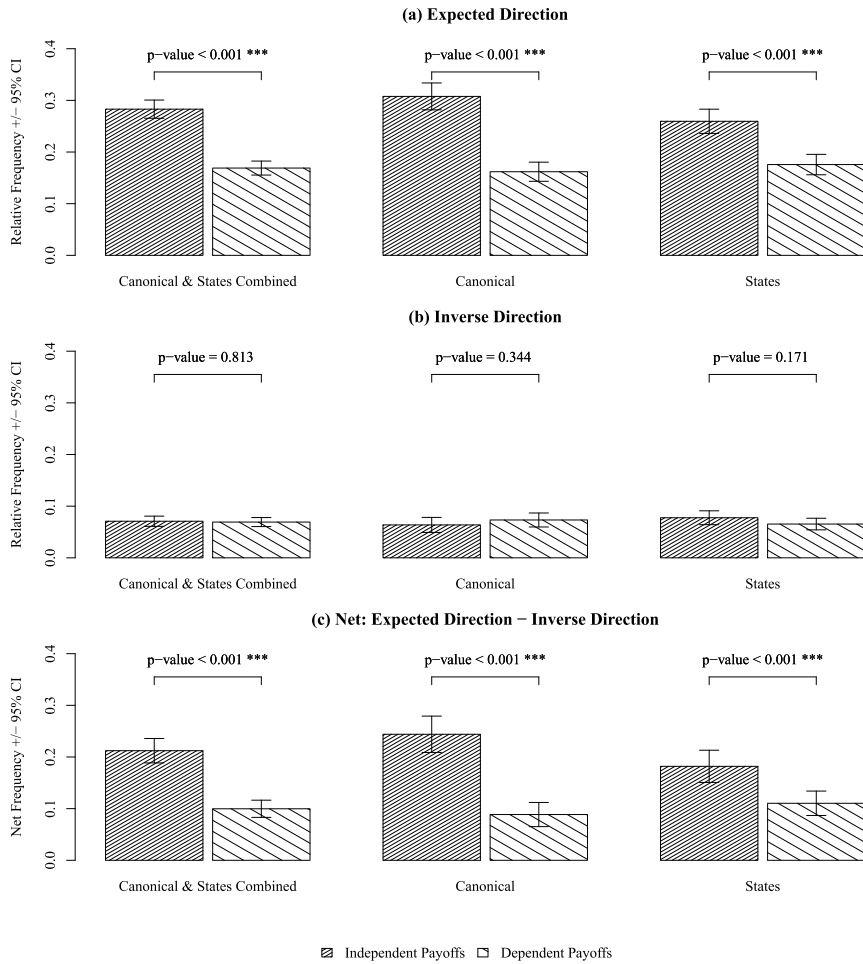 (a) Expected Direction
Relative Frequency +/− 95% CI
0.0 0.1 0.2 0.3 0.4
p−value < 0.001 *** p−value < 0.001 *** p−value < 0.001 ***
Canonical & States Combined Canonical States
(b) Inverse Direction
Relative Frequency +/− 95% CI
0.0 0.1 0.2 0.3 0.4
p−value = 0.813 p−value = 0.344 p−value = 0.171
Canonical & States Combined Canonical States
(c) Net: Expected Direction − Inverse Direction
Net Frequency +/− 95% CI
0.0 0.1 0.2 0.3 0.4
p−value < 0.001 *** p−value < 0.001 *** p−value < 0.001 ***
Canonical & States Combined Canonical States
Independent Payoffs Dependent Payoffs